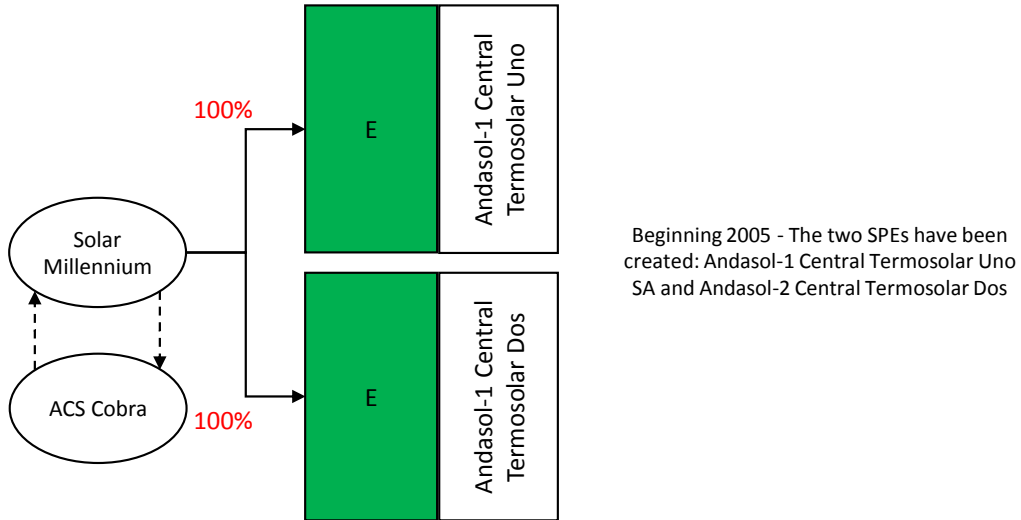 100%
E
Andasol-1 Central
Termosolar Uno
Solar
Millennium
Beginning 2005 - The two SPEs have been
created: Andasol-1 Central Termosolar Uno
SA and Andasol-2 Central Termosolar Dos
ACS Cobra
100%
E
Andasol-1 Central
Termosolar Dos